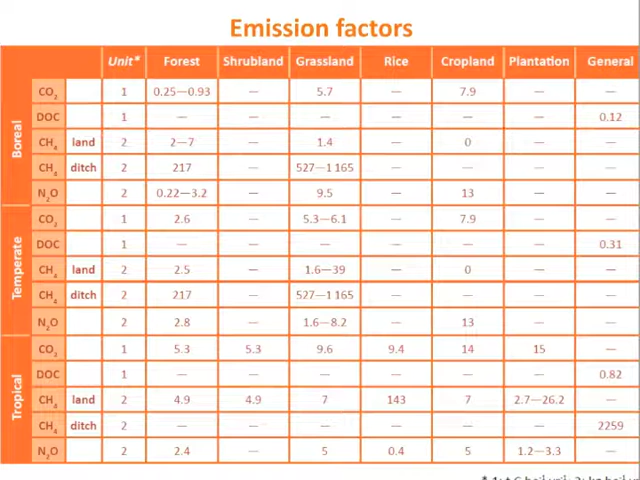 Emission factors
Unit* Forest Shrubland Grassland Rice Cropland Plantation General
Boreal
CO2 1 0.25—0.93 — 5.7 — 7.9 — —
DOC 1 — — — — — — 0.12
CH4 land 2 2—7 — 1.4 — 0 — —
CH4 ditch 2 217 — 527—1165 — — — —
N2O 2 0.22—3.2 — 9.5 — 13 — —
Temperate
CO2 1 2.6 — 5.3—6.1 — 7.9 — —
DOC 1 — — — — — — 0.31
CH4 land 2 2.5 — 1.6—39 — 0 — —
CH4 ditch 2 217 — 527—1165 — — — —
N2O 2 2.8 — 1.6—8.2 — 13 — —
Tropical
CO2 1 5.3 5.3 9.6 9.4 14 15 —
DOC 1 — — — — — — 0.82
CH4 land 2 4.9 4.9 7 143 7 2.7—26.2 —
CH4 ditch 2 — — — — — — 2259
N2O 2 2.4 — 5 0.4 5 1.2—3.3 —